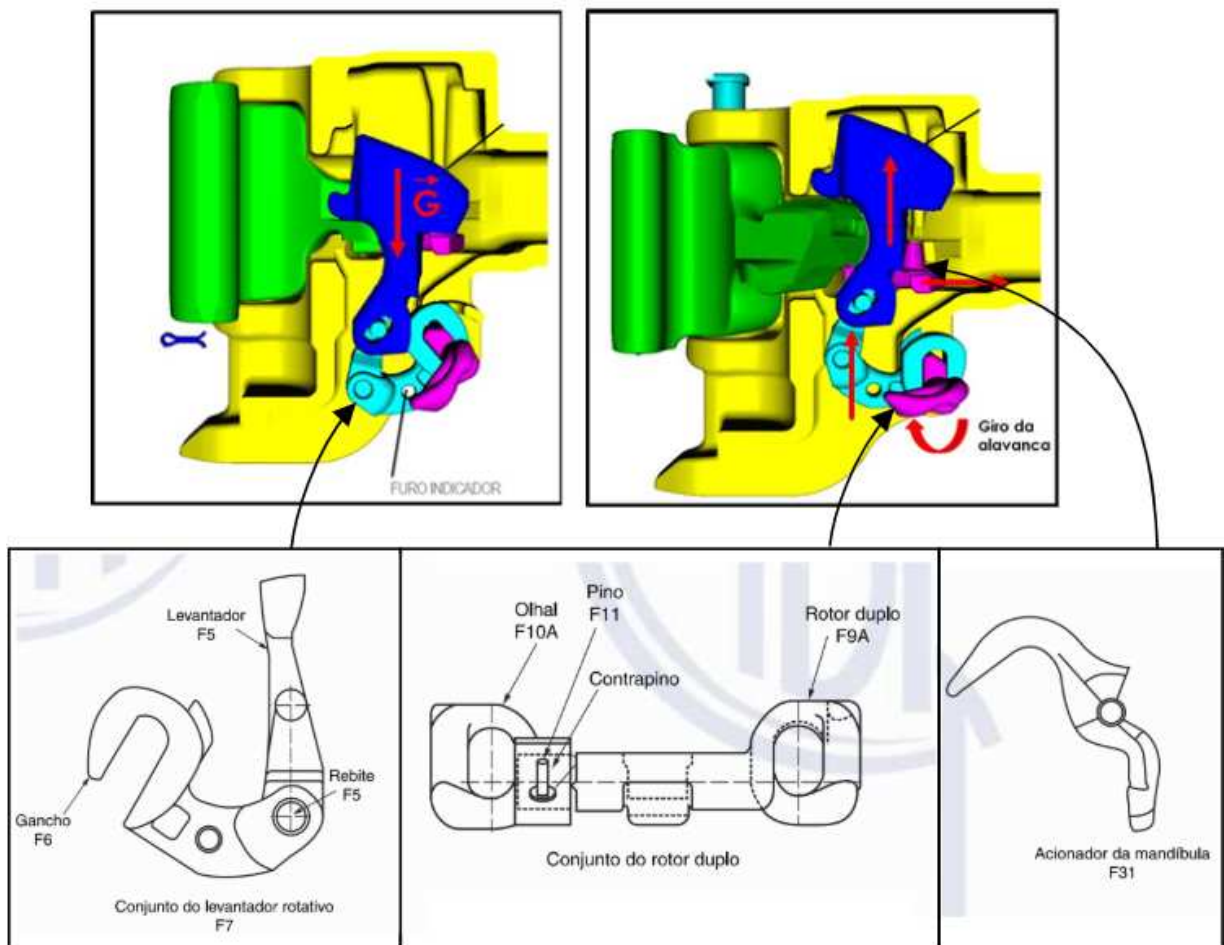 G
FURO INDICADOR
Giro da
alavanca
Levantador
F5
Gancho
F6
Rebite
F5
Conjunto do levantador rotativo
F7
Olhal
F10A
Pino
F11
Contrapino
Rotor duplo
F9A
Conjunto do rotor duplo
Acionador da mandíbula
F31